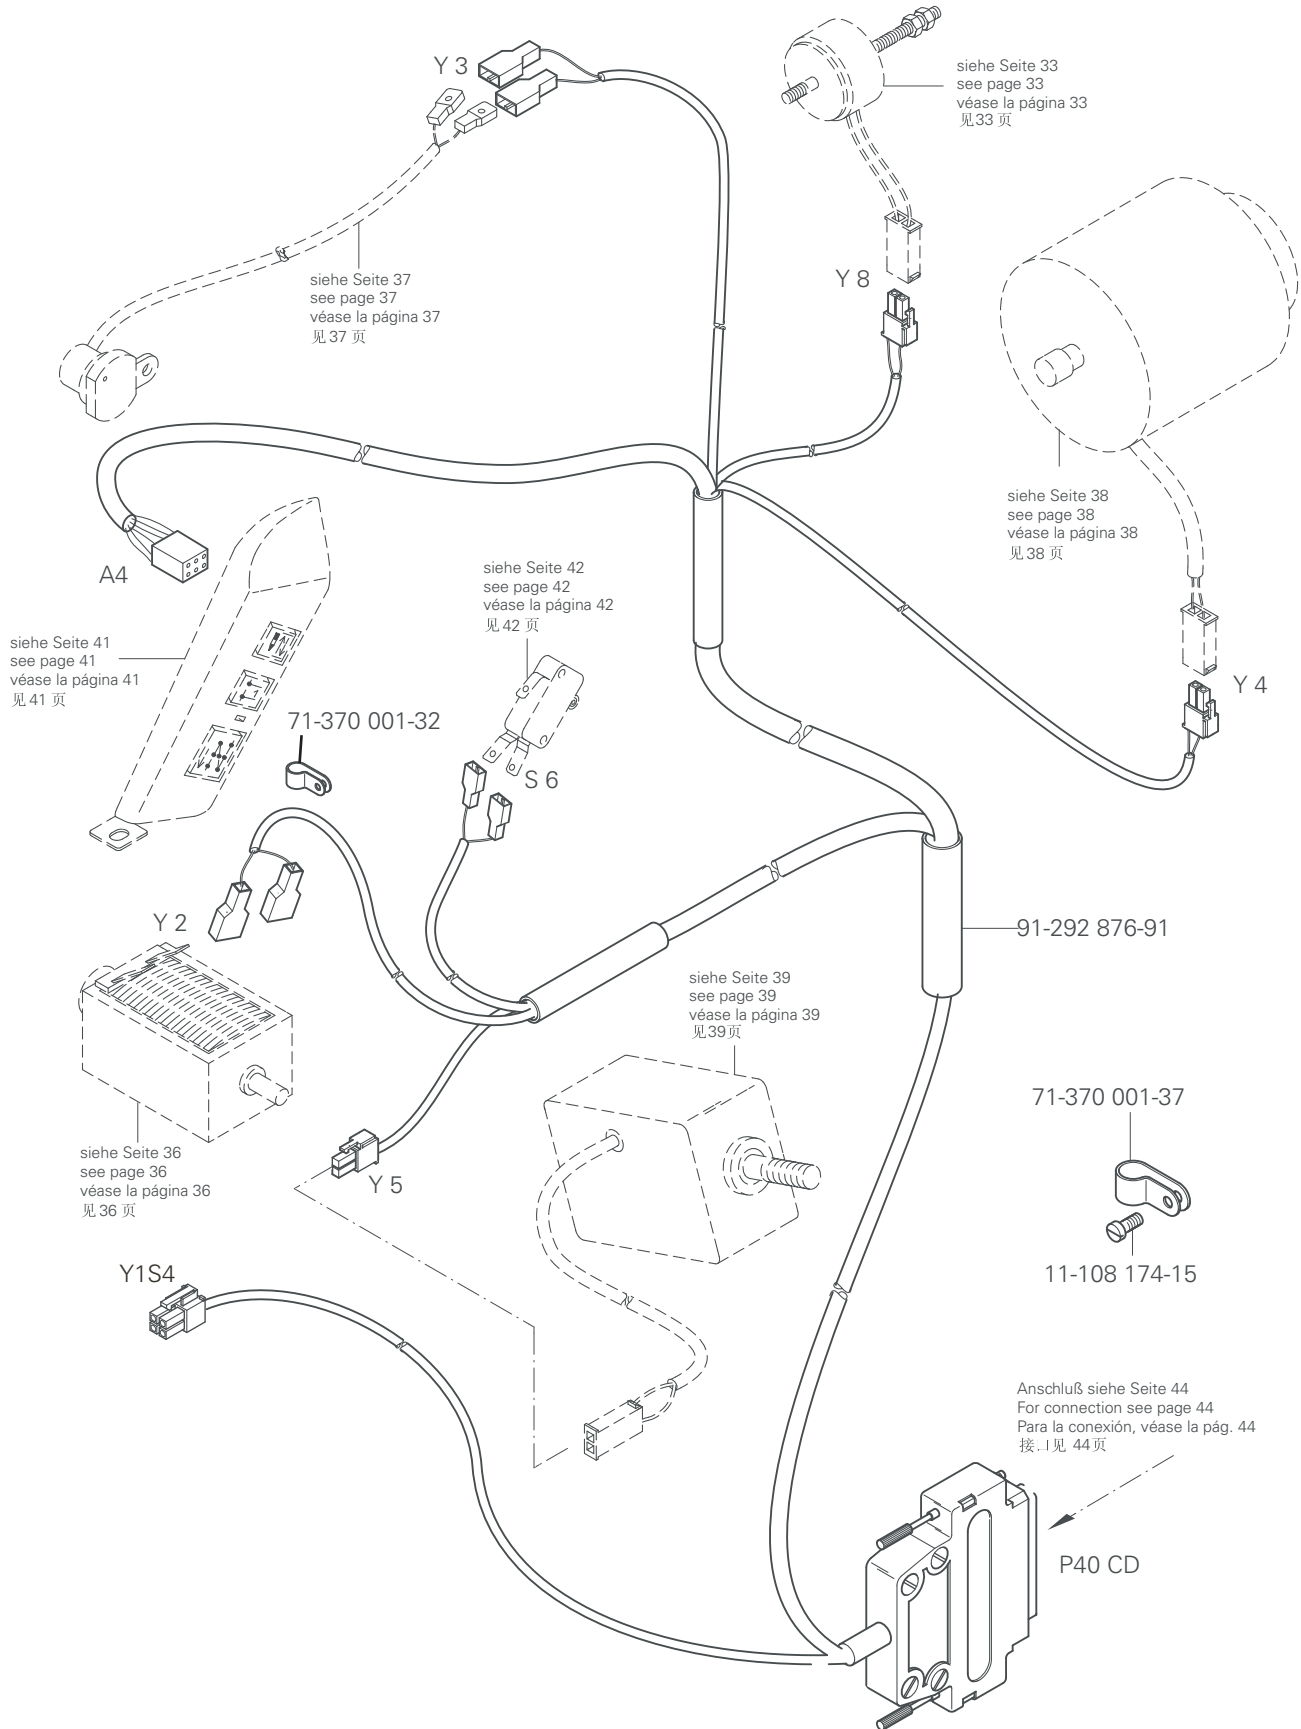 Y 3
siehe Seite 33
see page 33
véase la página 33
见33 页
siehe Seite 37
see page 37
véase la página 37
见37 页
Y 8
siehe Seite 38
see page 38
véase la página 38
见38 页
A4
siehe Seite 42
see page 42
véase la página 42
见42 页
siehe Seite 41
see page 41
véase la página 41
见41 页
Y 4
71-370 001-32
S 6
Y 2
91-292 876-91
siehe Seite 39
see page 39
véase la página 39
见39页
71-370 001-37
siehe Seite 36
see page 36
véase la página 36
见36 页
Y 5
Y1S4
11-108 174-15
Anschluß siehe Seite 44
For connection see page 44
Para la conexión, véase la pág. 44
接口见 44页
P40 CD